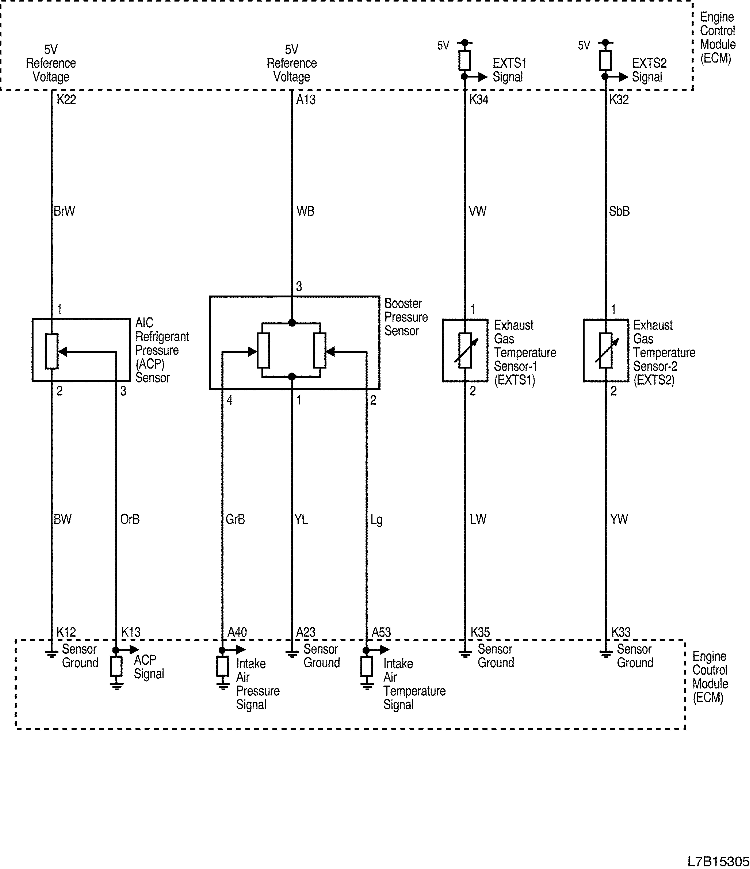 Engine
Control
Module
(ECM)
5V
Reference
Voltage
5V
Reference
Voltage
5V
EXTS1
Signal
5V
EXTS2
Signal
K22
A13
K34
K32
BrW
WB
VW
SbB
1
AIC
Refrigerant
Pressure
(ACP)
Sensor
2
3
3
Booster
Pressure
Sensor
4
1
2
1
Exhaust
Gas
Temperature
Sensor-1
(EXTS1)
2
1
Exhaust
Gas
Temperature
Sensor-2
(EXTS2)
2
BW
OrB
GrB
YL
Lg
LW
YW
K12
K13
A40
A23
A53
K35
K33
Sensor
Ground
ACP
Signal
Intake
Air
Pressure
Signal
Sensor
Ground
Intake
Air
Temperature
Signal
Sensor
Ground
Sensor
Ground
Engine
Coutrol
Module
(ECM)
L7B15305